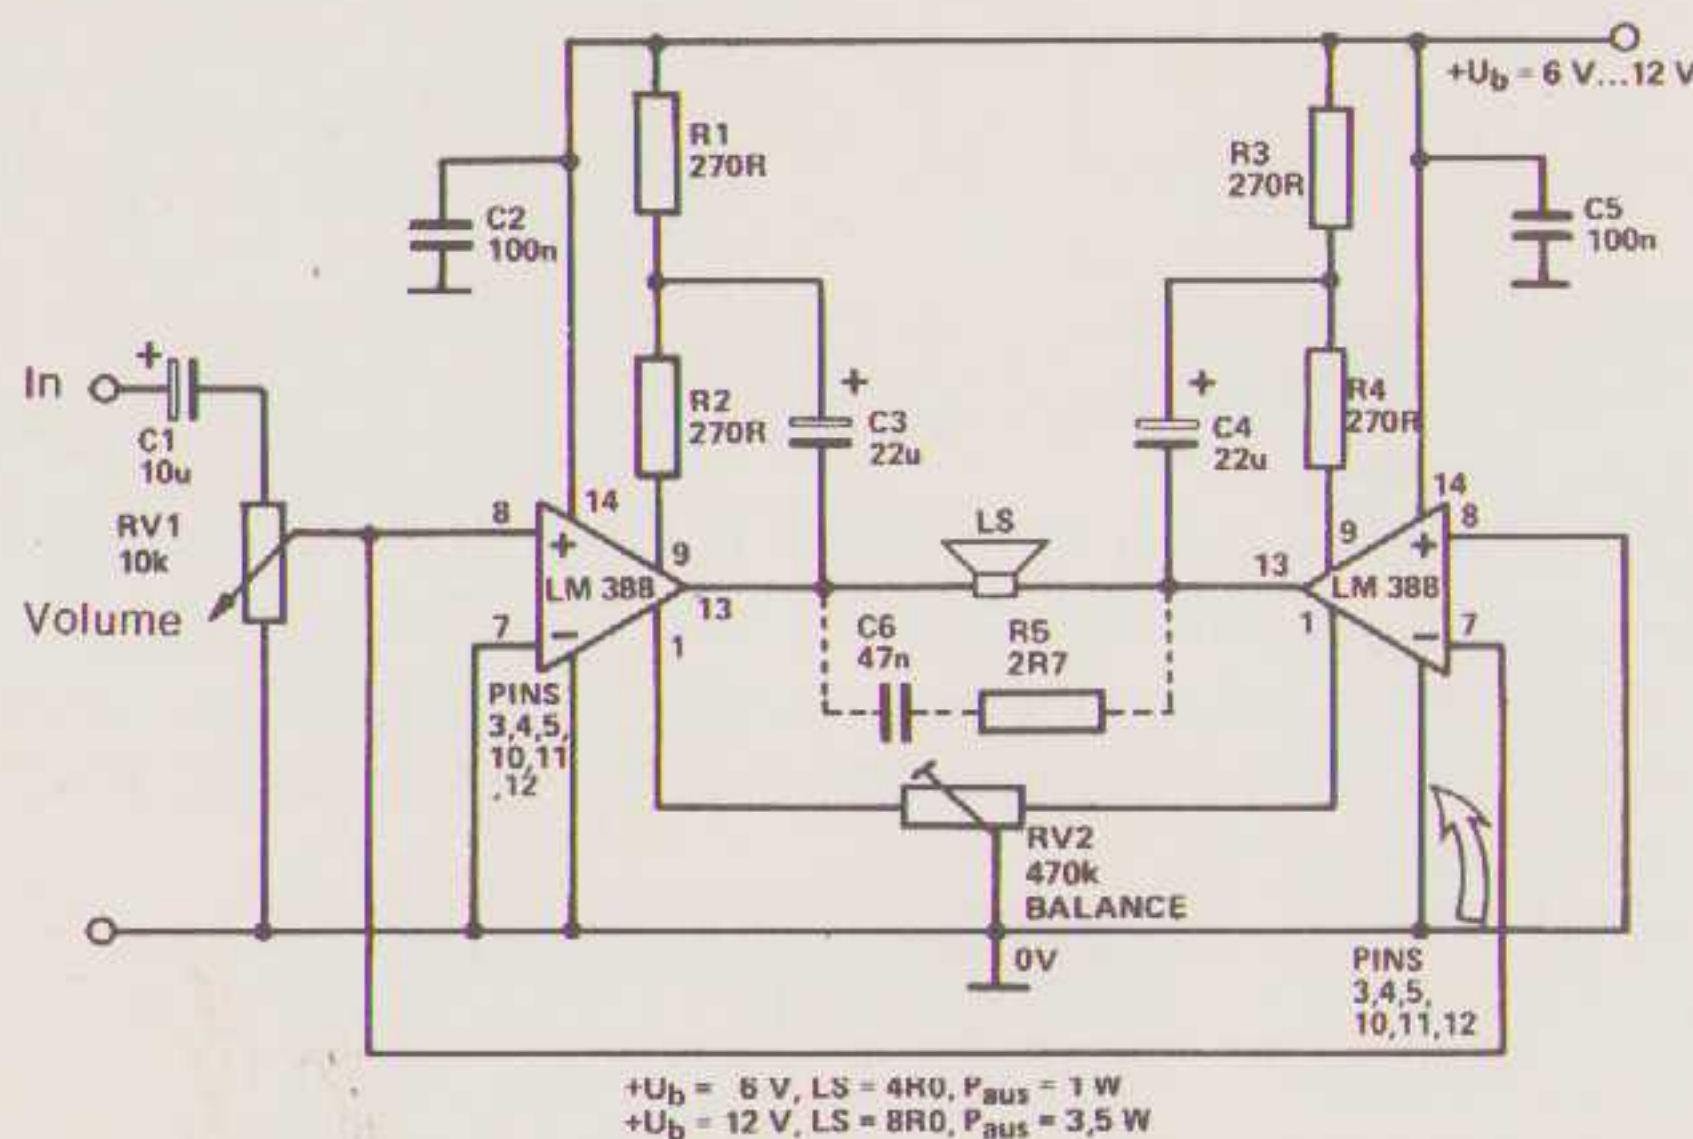 +Ub = 6 V...12 V
R1
270R
R3
270R
C2
100n
C5
100n
In
+
C1
10u
R2
270R
+
C3
22u
+
C4
22u
R4
270R
RV1
10k
Volume
8
14
+
9
LM 388
13
7
−
1
PINS
3,4,5,
10,11
,12
LS
13
9
14
8
+
LM 388
1
−
7
C6
47n
R5
2R7
RV2
470k
BALANCE
0V
PINS
3,4,5,
10,11,12
+Ub = 6 V, LS = 4R0, Paus = 1 W
+Ub = 12 V, LS = 8R0, Paus = 3,5 W